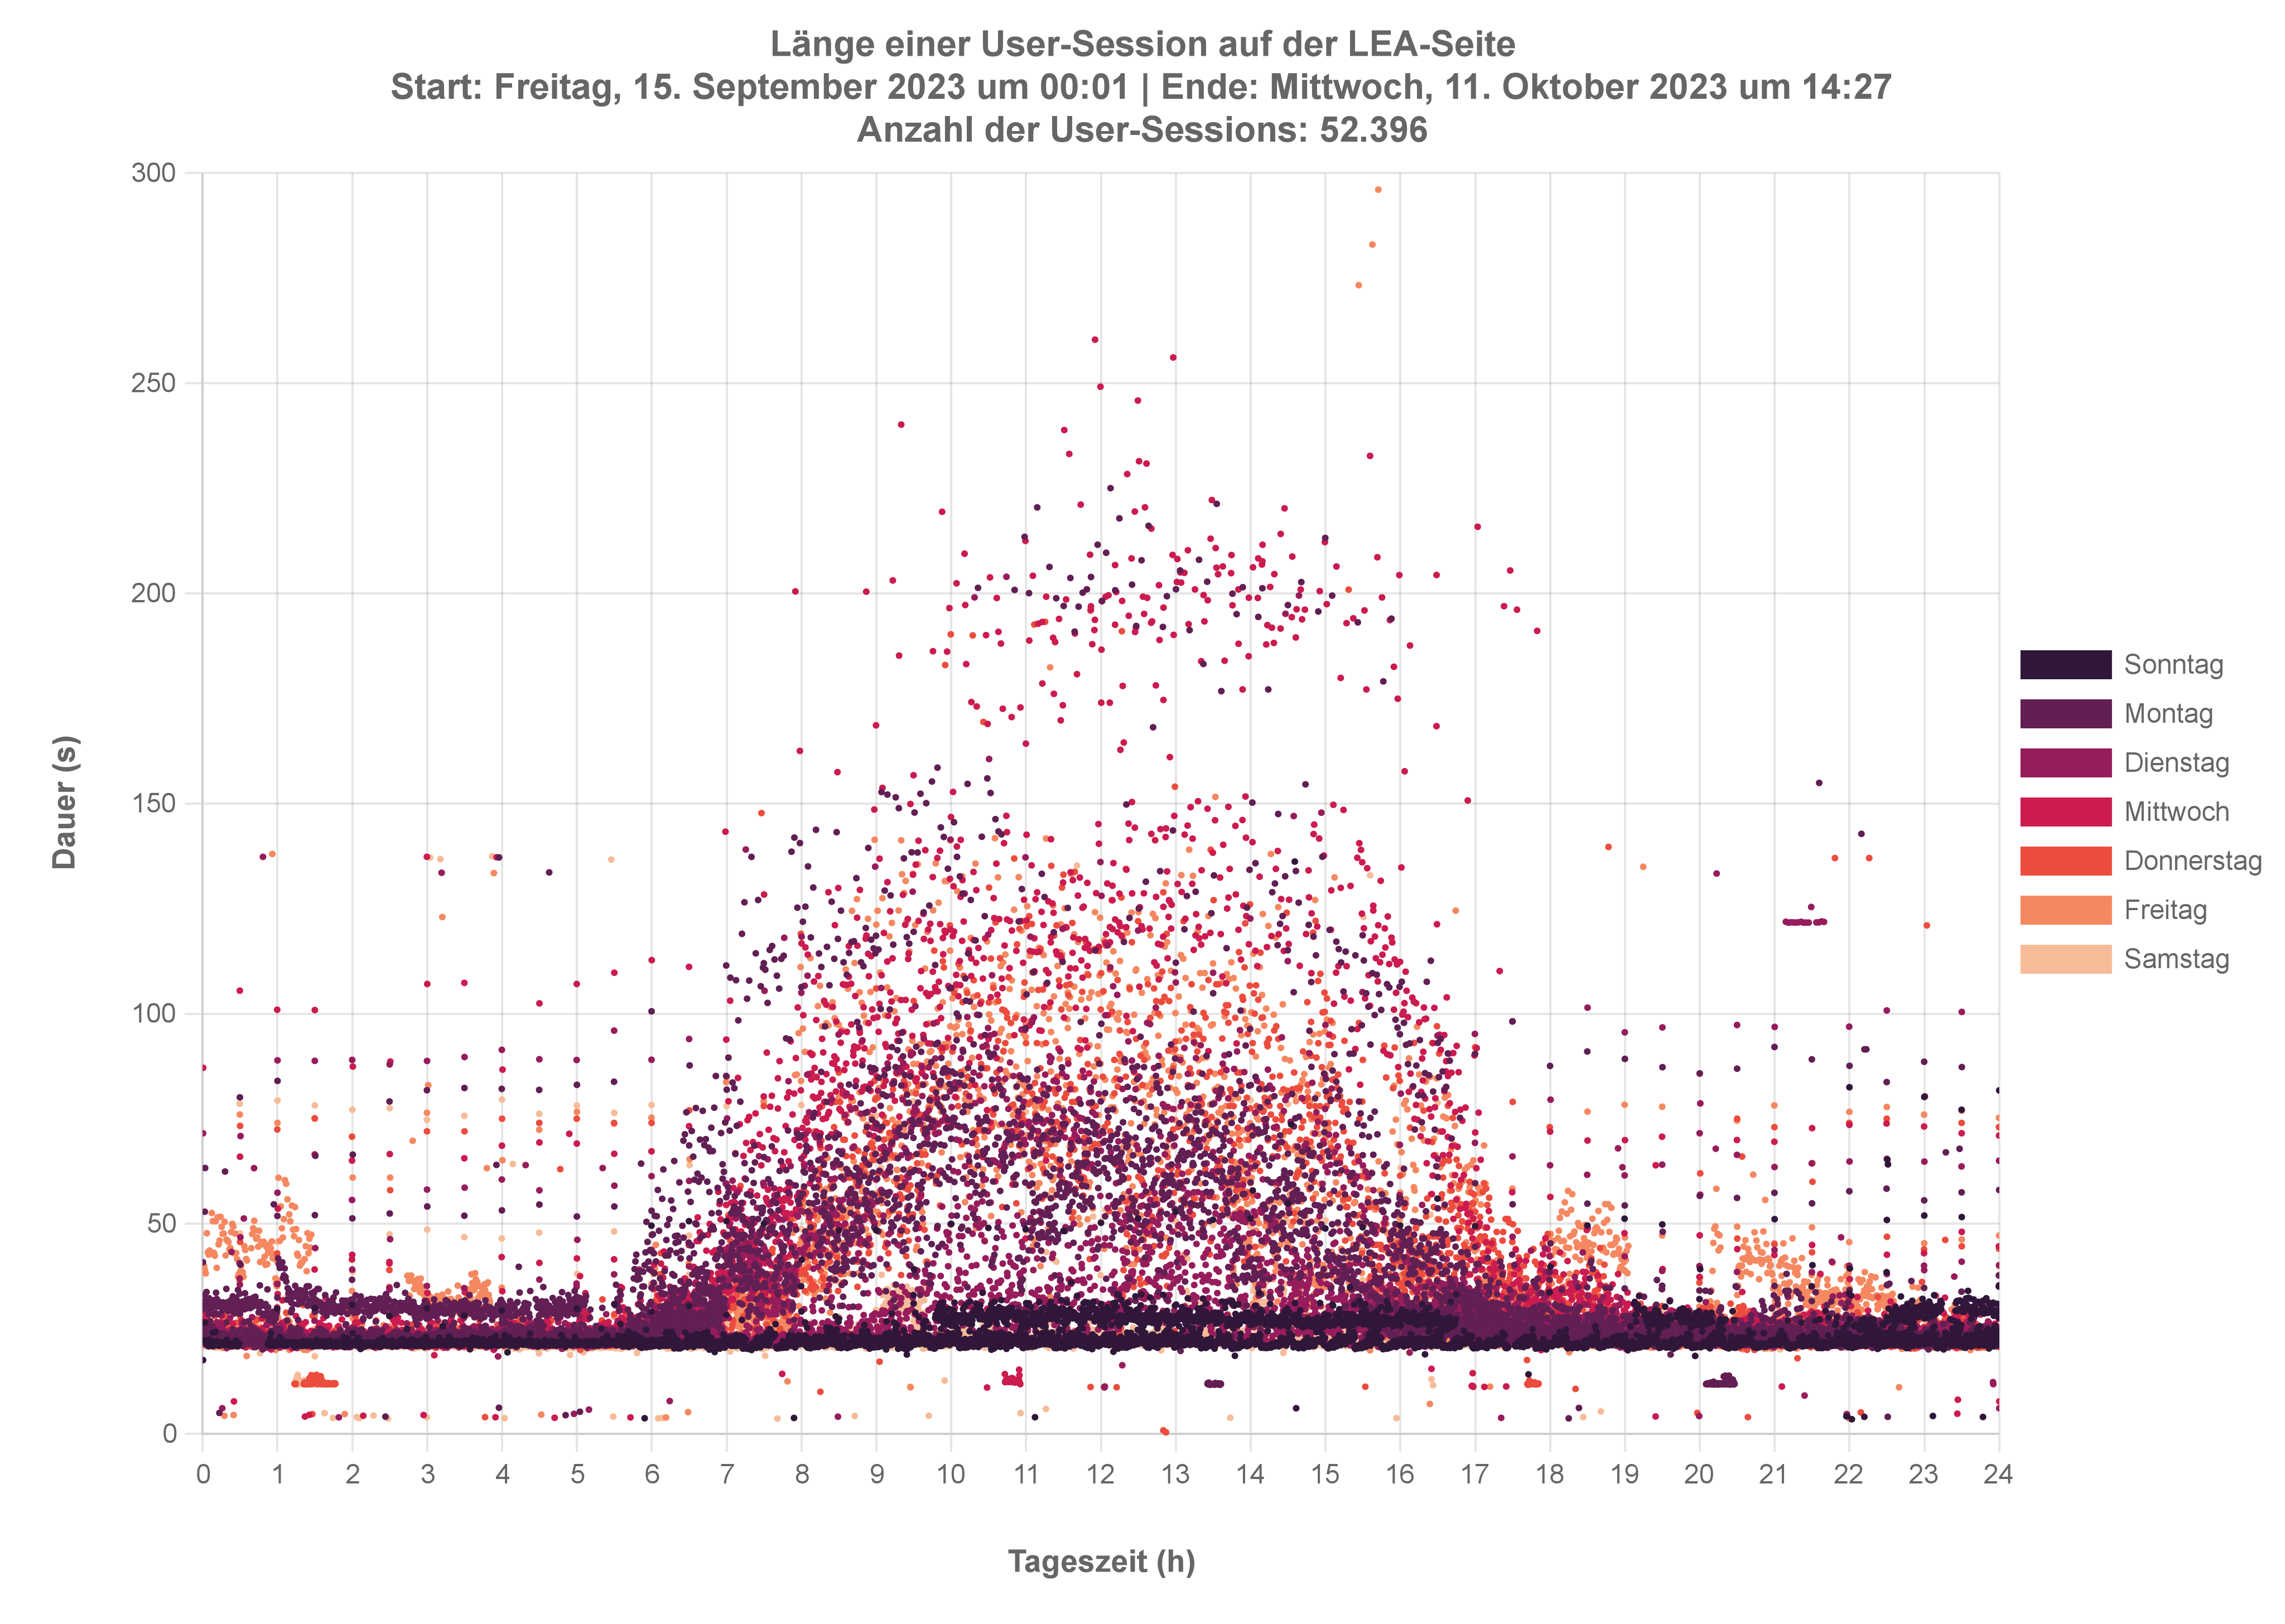 Länge einer User-Session auf der LEA-Seite
Start: Freitag, 15. September 2023 um 00:01 | Ende: Mittwoch, 11. Oktober 2023 um 14:27
Anzahl der User-Sessions: 52.396
300
250
200
150
100
50
0
Dauer (s)
0 1 2 3 4 5 6 7 8 9 10 11 12 13 14 15 16 17 18 19 20 21 22 23 24
Tageszeit (h)
Sonntag
Montag
Dienstag
Mittwoch
Donnerstag
Freitag
Samstag